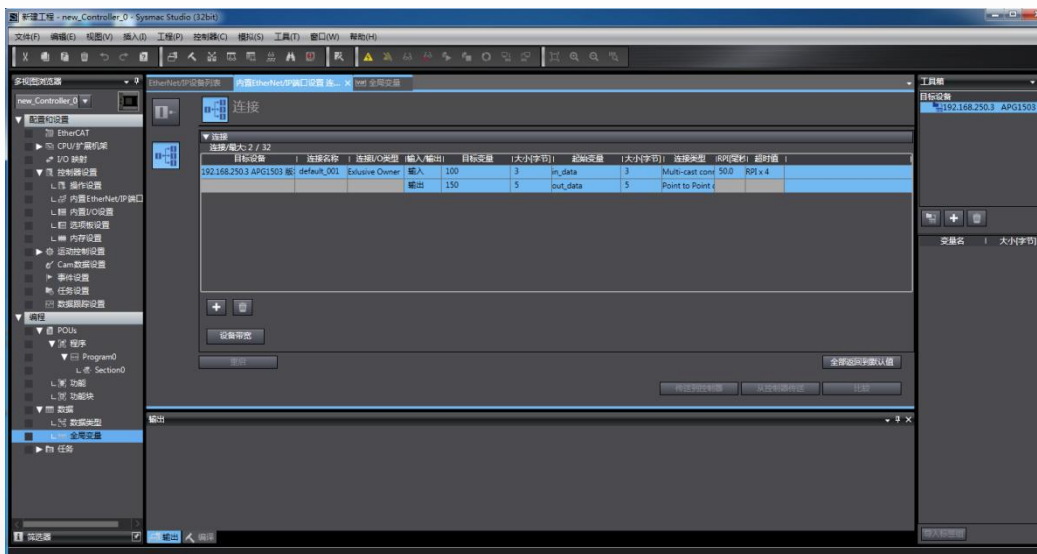 新建工程 - new_Controller_0 - Sysmac Studio (32bit)
文件(F) 编辑(E) 视图(V) 插入(I) 工程(P) 控制器(C) 模拟(S) 工具(T) 窗口(W) 帮助(H)
多视图浏览器
new_Controller_0
配置和设置
EtherCAT
CPU/扩展机架
I/O 映射
控制器设置
操作设置
内置EtherNet/IP端口
内置I/O设置
选项板设置
内存设置
运动控制设置
Cam数据设置
事件设置
任务设置
数据跟踪设置
编程
POUs
程序
Program0
Section0
功能
功能块
数据
数据类型
全局变量
任务
筛选器
EtherNet/IP设备列表 内置EtherNet/IP端口设置 连... 全局变量
连接
连接
连接/最大: 2 / 32
目标设备 连接名称 连接I/O类型 输入/输出 目标变量 大小[字节] 起始变量 大小[字节] 连接类型 RPI[毫秒] 超时值
192.168.250.3 APG1503 版 default_001 Exlusive Owner 输入 100 3 in_data 3 Multi-cast conr 50.0 RPI x 4
输出 150 5 out_data 5 Point to Point
设备带宽
重启
全部返回到默认值
传送到控制器 从控制器传送 比较
输出
输出 编译
工具箱
目标设备
192.168.250.3 APG1503
变量名 大小[字节]